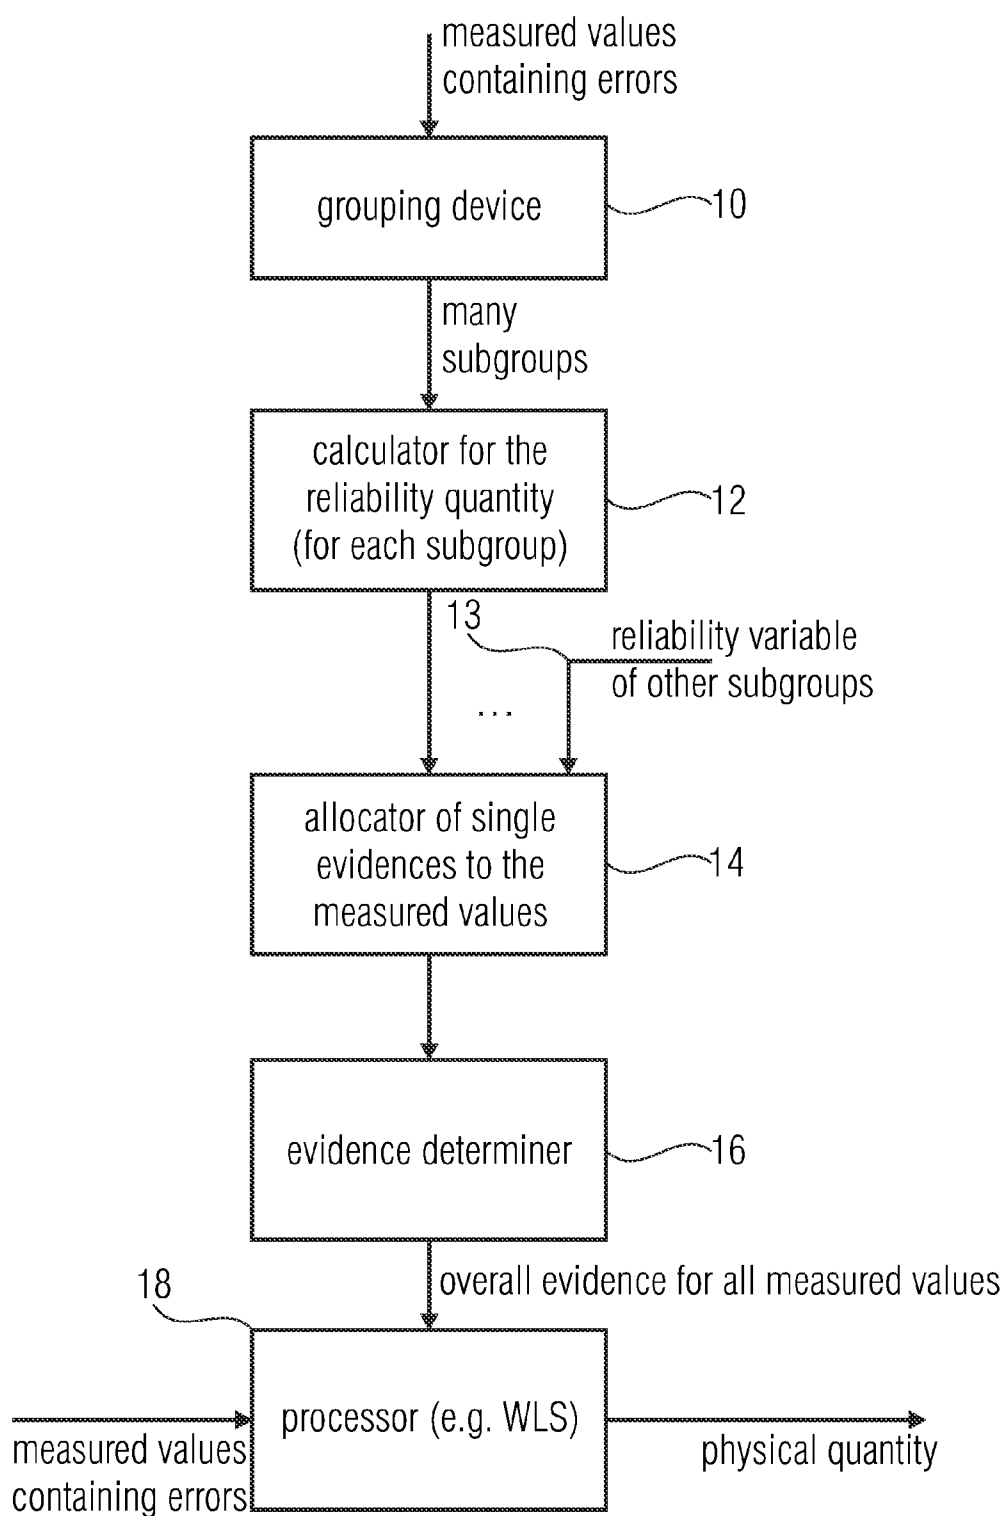 measured values
containing errors
grouping device
10
many
subgroups
calculator for the
reliability quantity
(for each subgroup)
12
13
reliability variable
of other subgroups
...
allocator of single
evidences to the
measured values
14
evidence determiner
16
overall evidence for all measured values
18
processor (e.g. WLS)
measured values
containing errors
physical quantity